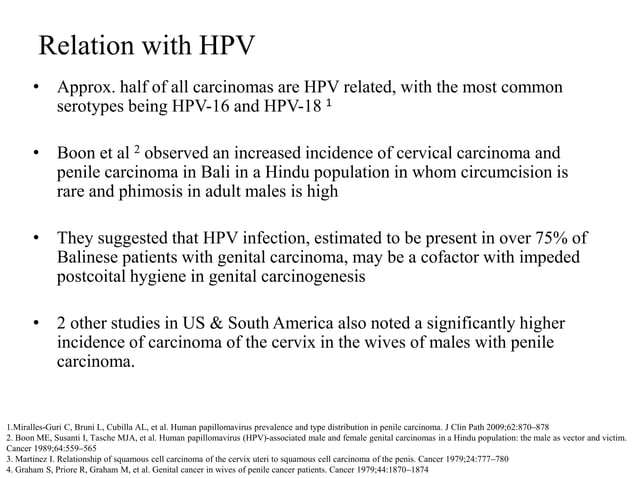 Relation with HPV
• Approx. half of all carcinomas are HPV related, with the most common
serotypes being HPV-16 and HPV-18 ¹
• Boon et al ² observed an increased incidence of cervical carcinoma and
penile carcinoma in Bali in a Hindu population in whom circumcision is
rare and phimosis in adult males is high
• They suggested that HPV infection, estimated to be present in over 75% of
Balinese patients with genital carcinoma, may be a cofactor with impeded
postcoital hygiene in genital carcinogenesis
• 2 other studies in US & South America also noted a significantly higher
incidence of carcinoma of the cervix in the wives of males with penile
carcinoma.
1.Miralles-Guri C, Bruni L, Cubilla AL, et al. Human papillomavirus prevalence and type distribution in penile carcinoma. J Clin Path 2009;62:870–878
2. Boon ME, Susanti I, Tasche MJA, et al. Human papillomavirus (HPV)-associated male and female genital carcinomas in a Hindu population: the male as vector and victim.
Cancer 1989;64:559–565
3. Martinez I. Relationship of squamous cell carcinoma of the cervix uteri to squamous cell carcinoma of the penis. Cancer 1979;24:777–780
4. Graham S, Priore R, Graham M, et al. Genital cancer in wives of penile cancer patients. Cancer 1979;44:1870–1874